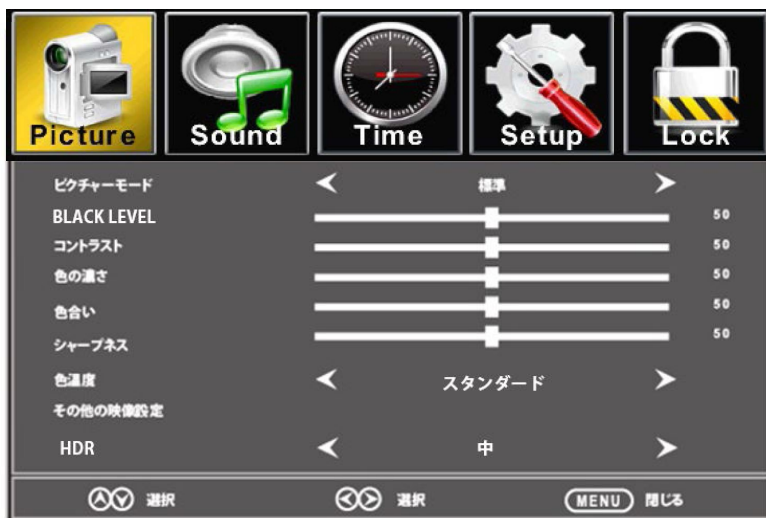 Picture Sound Time Setup Lock
ピクチャーモード 標準
BLACK LEVEL 50
コントラスト 50
色の濃さ 50
色合い 50
シャープネス 50
色温度 スタンダード
その他の映像設定
HDR 中
選択 選択 MENU 閉じる